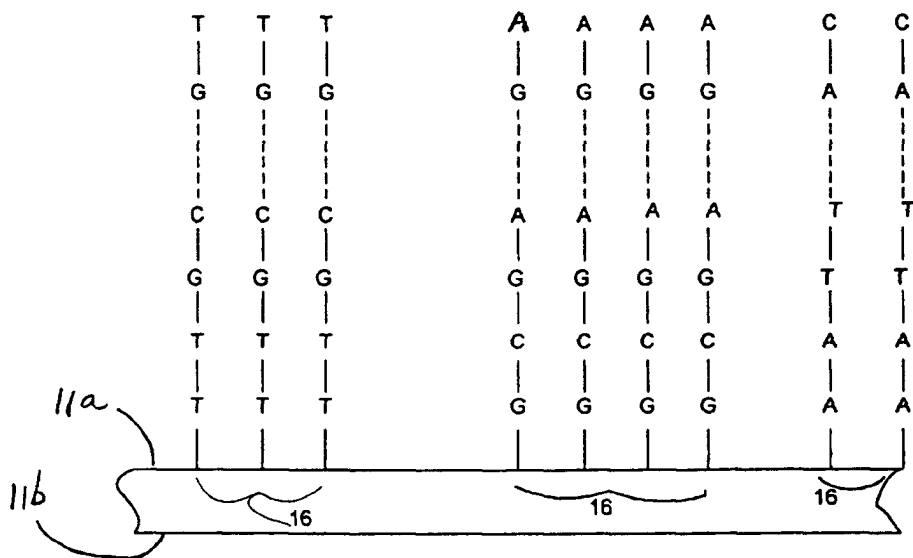 T T T A A A A C C
G G G G G G G A A
C C C A A A A T T
G G G G G G G T T
T T T C C C C A A
11a T T T G G G G A A
11b 16 16 16